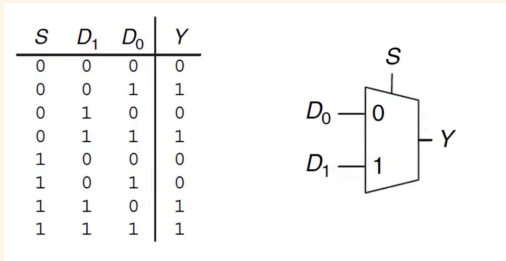 S D₁ D₀ Y
0 0 0 0
0 0 1 1
0 1 0 0
0 1 1 1
1 0 0 0
1 0 1 0
1 1 0 1
1 1 1 1
S
D₀ 0
Y
D₁ 1